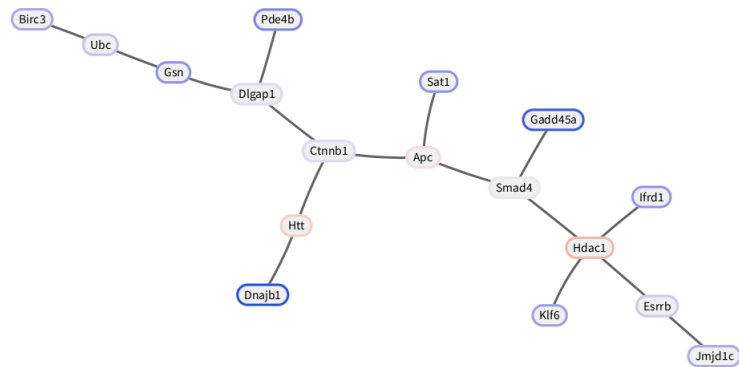 Birc3
Pde4b
Ubc
Gsn
Sat1
Dlgap1
Gadd45a
Ctnnb1
Apc
Smad4
Ifrd1
Htt
Hdac1
Dnajb1
Esrrb
Klf6
Jmjd1c